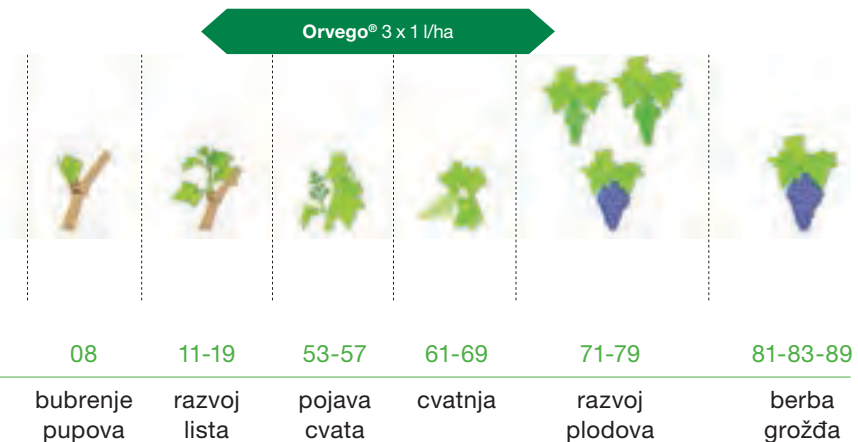 Orvego® 3 x 1 l/ha
08 11-19 53-57 61-69 71-79 81-83-89
bubrenje razvoj pojava cvatnja razvoj berba
pupova lista cvata plodova grožđa